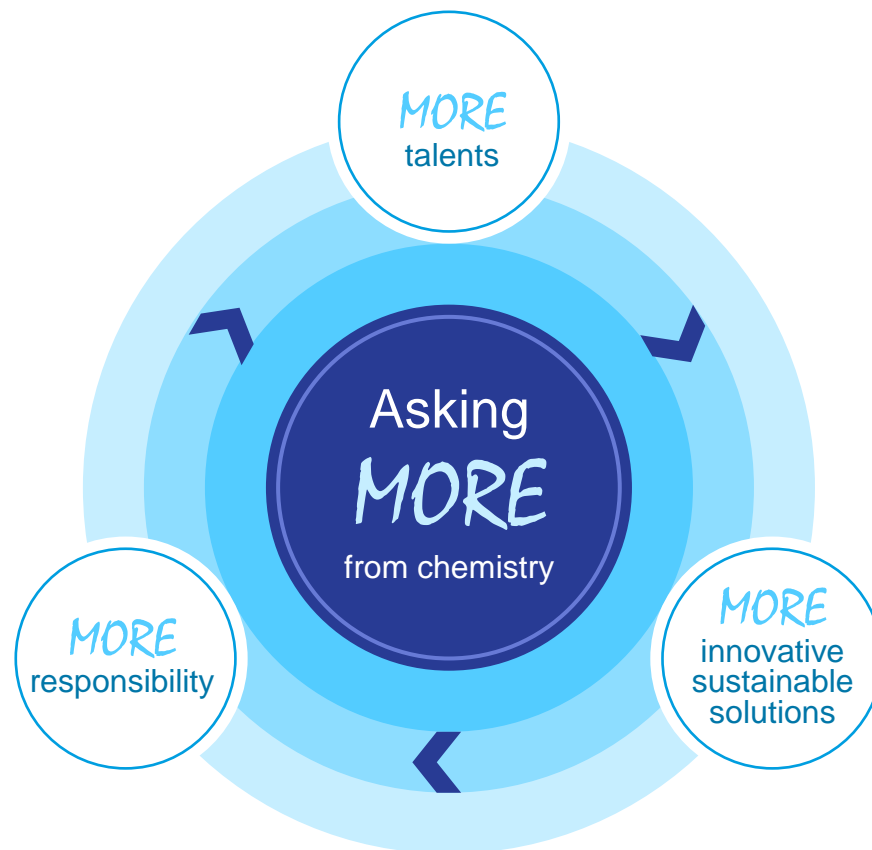 MORE
talents
Asking
MORE
from chemistry
MORE
responsibility
MORE
innovative
sustainable
solutions